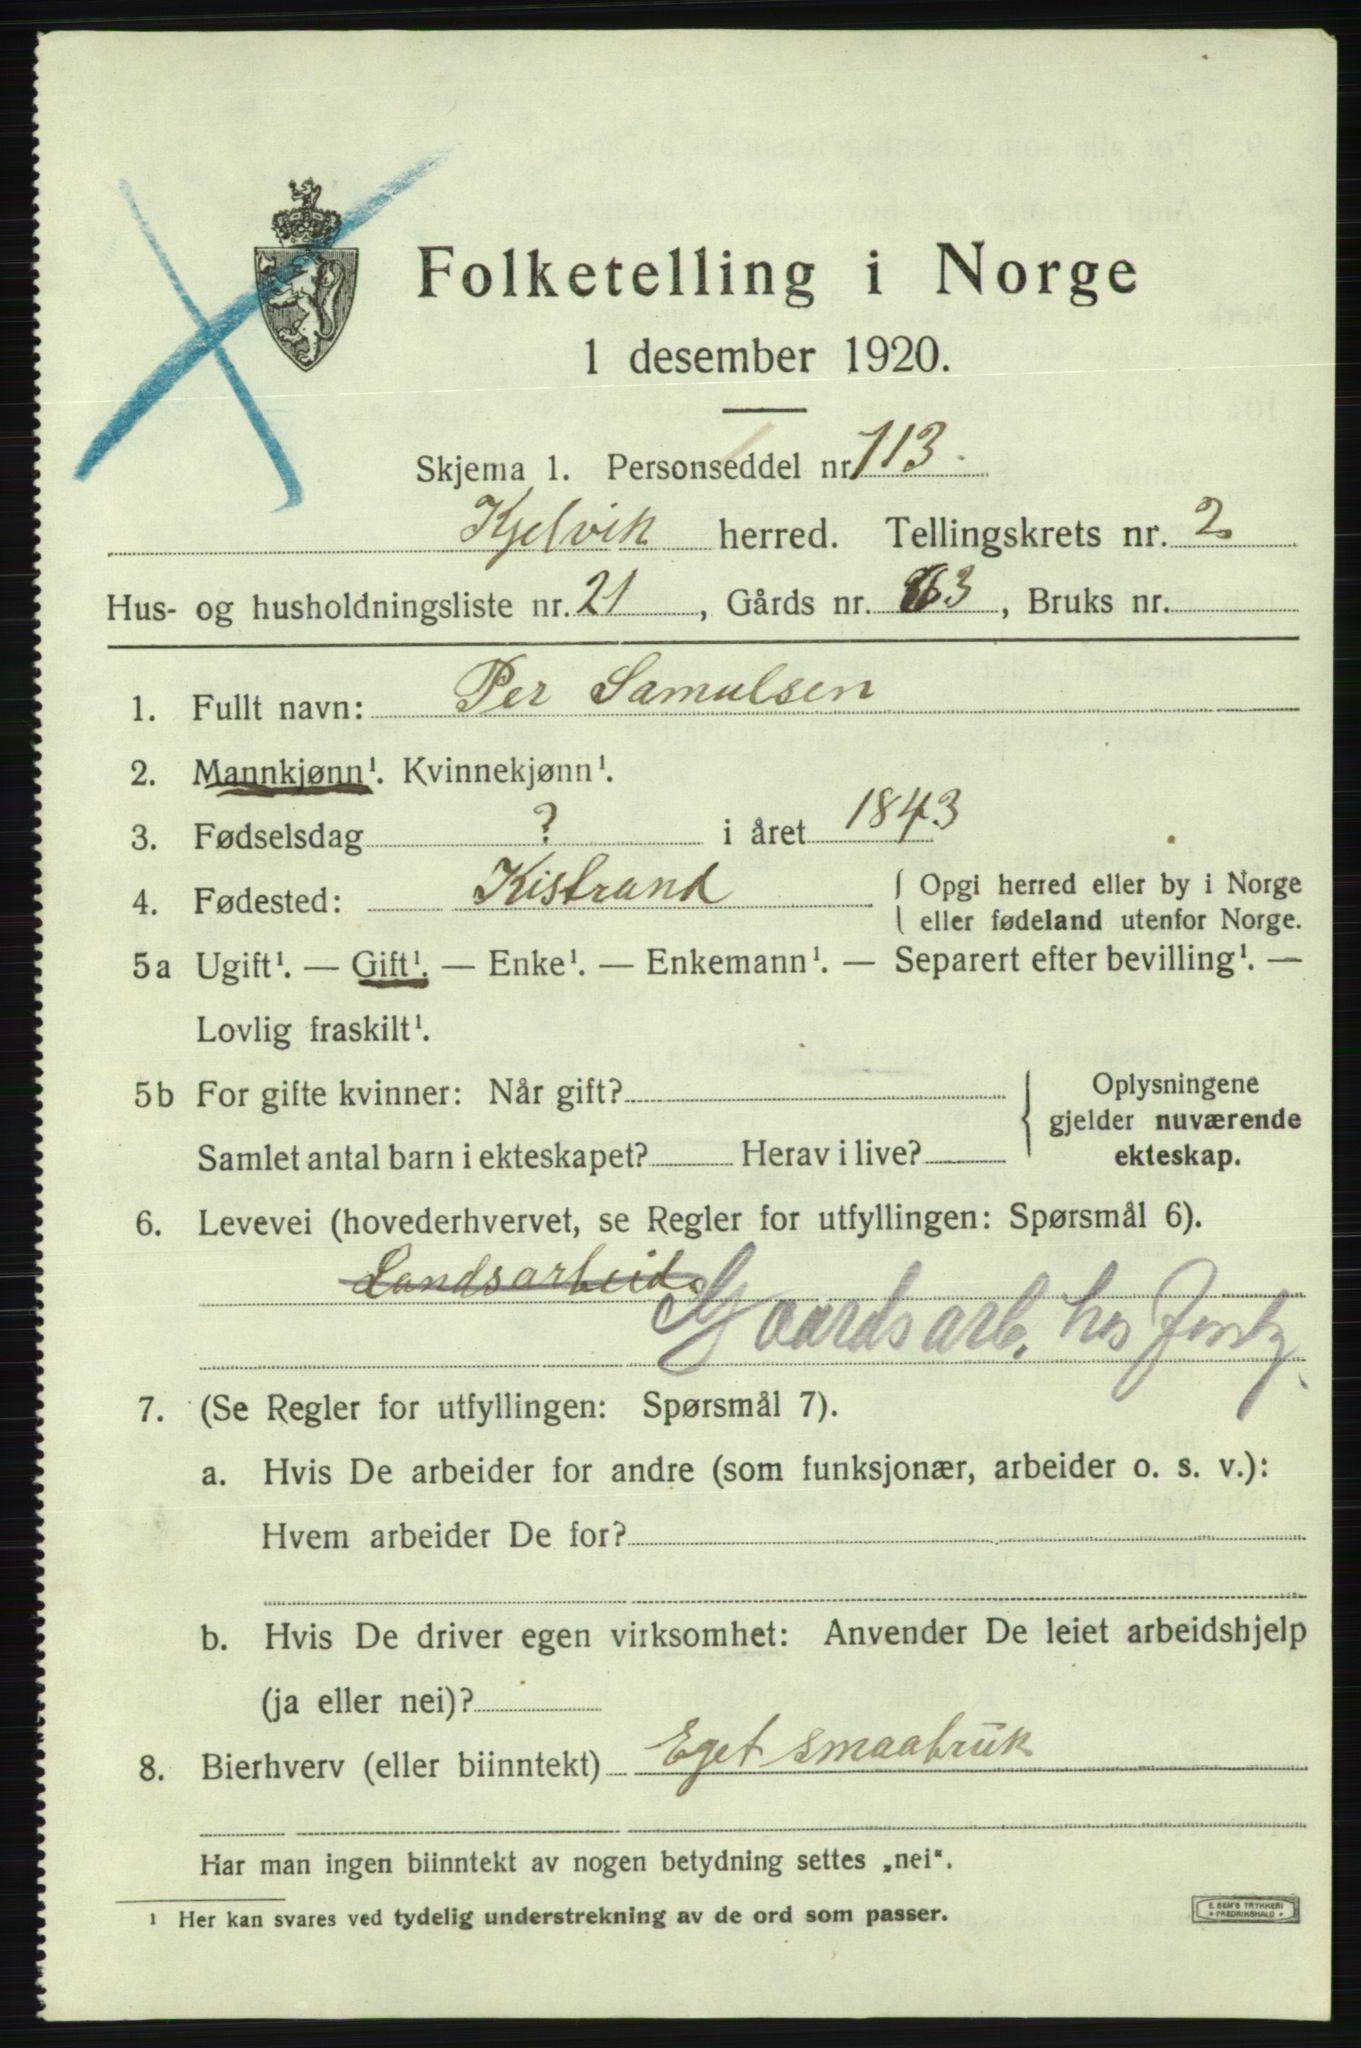 Folketelling i Norge
1 desember 1920.
Skjema 1. Personseddel nr. 113.
Kjelvik herred. Tellingskrets nr. 2
Hus- og husholdningsliste nr. 21, Gårds nr. 63, Bruks nr.
1. Fullt navn: Per Samulsen
2. Mannkjønn¹. Kvinnekjønn¹.
3. Fødselsdag ? i året 1843
4. Fødested: Kistrand { Opgi herred eller by i Norge
eller fødeland utenfor Norge.
5a Ugift¹. — Gift¹. — Enke¹. — Enkemann¹. — Separert efter bevilling¹. —
Lovlig fraskilt¹.
5b For gifte kvinner: Når gift? { Oplysningene
gjelder nuværende
Samlet antal barn i ekteskapet? Herav i live? ekteskap.
6. Levevei (hovederhvervet, se Regler for utfyllingen: Spørsmål 6).
Landsarbeid.
Gaardsarb. hos
7. (Se Regler for utfyllingen: Spørsmål 7).
a. Hvis De arbeider for andre (som funksjonær, arbeider o. s. v.):
Hvem arbeider De for?
b. Hvis De driver egen virksomhet: Anvender De leiet arbeidshjelp
(ja eller nei)?
8. Bierhverv (eller biinntekt) Eget smaabruk
Har man ingen biinntekt av nogen betydning settes „nei“.
¹ Her kan svares ved tydelig understrekning av de ord som passer.
E. SEM'S TRYKKERI
FREDRIKSHALD